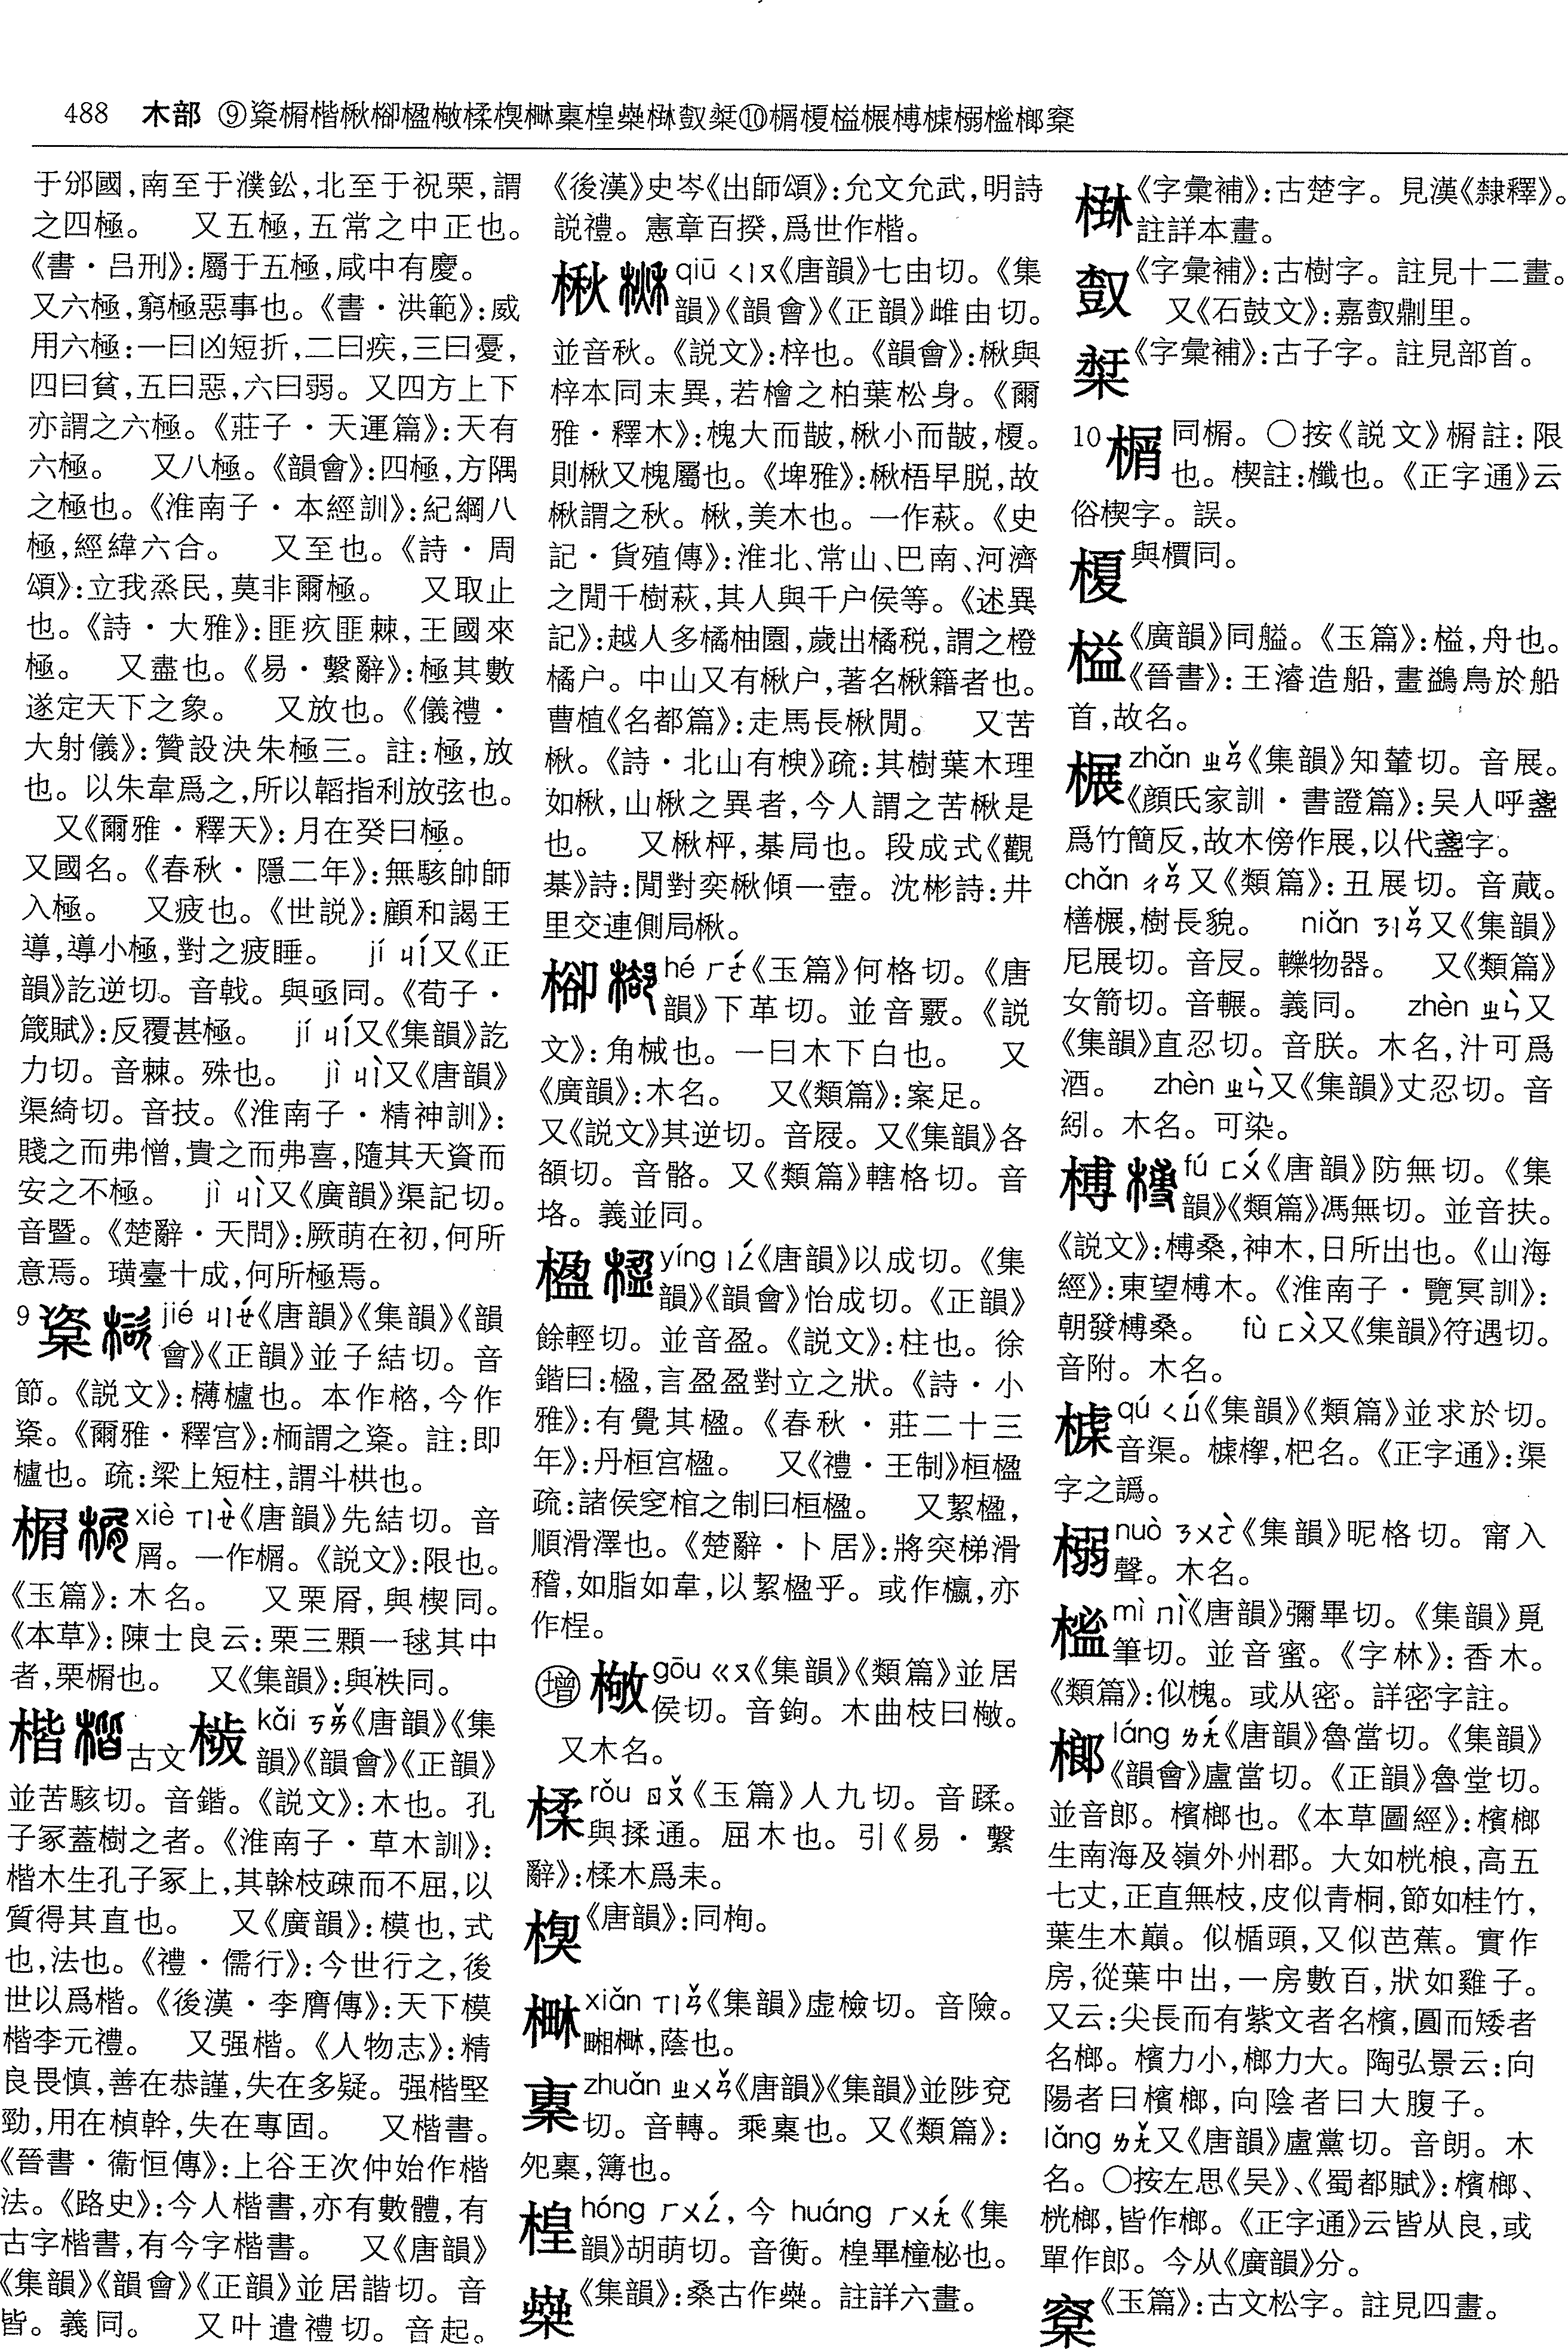 488 木部 ⑨楶榍楷楸㮝楹㯅楺楔楙⑩榍榎榏榐榑榘榒榓榔
于邠國,南至于濮鈆,北至于祝栗,謂
之四極。 又五極,五常之中正也。
《書·吕刑》:屬于五極,咸中有慶。
又六極,窮極惡事也。《書·洪範》:威
用六極:一曰凶短折,二曰疾,三曰憂,
四曰貧,五曰惡,六曰弱。又四方上下
亦謂之六極。《莊子·天運篇》:天有
六極。 又八極。《韻會》:四極,方隅
之極也。《淮南子·本經訓》:紀綱八
極,經緯六合。 又至也。《詩·周
頌》:立我烝民,莫非爾極。 又取止
也。《詩·大雅》:匪疚匪棘,王國來
極。 又盡也。《易·繫辭》:極其數
遂定天下之象。 又放也。《儀禮·
大射儀》:贊設決朱極三。註:極,放
也。以朱韋爲之,所以韜指利放弦也。
又《爾雅·釋天》:月在癸曰極。
又國名。《春秋·隱二年》:無駭帥師
入極。 又疲也。《世説》:顧和謁王
導,導小極,對之疲睡。 jí ㄐㄧˊ又《正
韻》訖逆切。音戟。與亟同。《荀子·
箴賦》:反覆甚極。 jí ㄐㄧˊ又《集韻》訖
力切。音棘。殊也。 jì ㄐㄧˋ又《唐韻》
渠綺切。音技。《淮南子·精神訓》:
賤之而弗憎,貴之而弗喜,隨其天資而
安之不極。 jì ㄐㄧˋ又《廣韻》渠記切。
音曁。《楚辭·天問》:厥萌在初,何所
意焉。璜臺十成,何所極焉。
9 楶 jié ㄐㄧㄝˊ《唐韻》《集韻》《韻
會》《正韻》並子結切。音
節。《説文》:欂櫨也。本作格,今作
楶。《爾雅·釋宫》:栭謂之楶。註:即
櫨也。疏:梁上短柱,謂斗栱也。
榍 xiè ㄒㄧㄝˋ《唐韻》先結切。音
屑。一作榍。《説文》:限也。
《玉篇》:木名。 又栗屑,與楔同。
《本草》:陳士良云:栗三顆一毬其中
者,栗榍也。 又《集韻》:與柣同。
楷 古文 kǎi ㄎㄞˇ《唐韻》《集
韻》《韻會》《正韻》
並苦駭切。音鍇。《説文》:木也。孔
子冢蓋樹之者。《淮南子·草木訓》:
楷木生孔子冢上,其榦枝疎而不屈,以
質得其直也。 又《廣韻》:模也,式
也,法也。《禮·儒行》:今世行之,後
世以爲楷。《後漢·李膺傳》:天下模
楷李元禮。 又强楷。《人物志》:精
良畏慎,善在恭謹,失在多疑。强楷堅
勁,用在楨幹,失在專固。 又楷書。
《晉書·衞恒傳》:上谷王次仲始作楷
法。《路史》:今人楷書,亦有數體,有
古字楷書,有今字楷書。 又《唐韻》
《集韻》《韻會》《正韻》並居諧切。音
皆。義同。 又叶遣禮切。音起。
《後漢》史岑《出師頌》:允文允武,明詩
説禮。憲章百揆,爲世作楷。
楸 qiū ㄑㄧㄡ《唐韻》七由切。《集
韻》《韻會》《正韻》雌由切。
並音秋。《説文》:梓也。《韻會》:楸與
梓本同末異,若檜之柏葉松身。《爾
雅·釋木》:槐大而皵,楸小而皵,榎。
則楸又槐屬也。《埤雅》:楸梧早脱,故
楸謂之秋。楸,美木也。一作萩。《史
記·貨殖傳》:淮北、常山、巴南、河濟
之閒千樹萩,其人與千户侯等。《述異
記》:越人多橘柚園,歲出橘税,謂之橙
橘户。中山又有楸户,著名楸籍者也。
曹植《名都篇》:走馬長楸閒。 又苦
楸。《詩·北山有楰》疏:其樹葉木理
如楸,山楸之異者,今人謂之苦楸是
也。 又楸枰,棊局也。段成式《觀
棊》詩:閒對奕楸傾一壺。沈彬詩:井
里交連側局楸。
㮝 hé ㄏㄜˊ《玉篇》何格切。《唐
韻》下革切。並音覈。《説
文》:角械也。一曰木下白也。 又
《廣韻》:木名。 又《類篇》:案足。
又《説文》其逆切。音屐。又《集韻》各
頟切。音骼。又《類篇》轄格切。音
垎。義並同。
楹 yíng ㄧㄥˊ《唐韻》以成切。《集
韻》《韻會》怡成切。《正韻》
餘輕切。並音盈。《説文》:柱也。徐
鍇曰:楹,言盈盈對立之狀。《詩·小
雅》:有覺其楹。《春秋·莊二十三
年》:丹桓宫楹。 又《禮·王制》桓楹
疏:諸侯窆棺之制曰桓楹。 又絜楹,
順滑澤也。《楚辭·卜居》:將突梯滑
稽,如脂如韋,以絜楹乎。或作櫺,亦
作桯。
增 gōu ㄍㄡ《集韻》《類篇》並居
侯切。音鉤。木曲枝曰㯅。
又木名。
楺 rǒu ㄖㄡˇ《玉篇》人九切。音蹂。
與揉通。屈木也。引《易·繫
辭》:楺木爲耒。
《唐韻》:同栒。
xiǎn ㄒㄧㄢˇ《集韻》虚檢切。音險。
蔭也。
zhuǎn ㄓㄨㄢˇ《唐韻》《集韻》並陟兗
切。音轉。乘㯫也。又《類篇》:
夗㯫,簿也。
楻 hóng ㄏㄨㄥˊ,今 huáng ㄏㄨㄤˊ《集
韻》胡萌切。音衡。楻畢橦柲也。
《集韻》:桑古作㯕。註詳六畫。
《字彙補》:古楚字。見漢《隸釋》。
註詳本畫。
《字彙補》:古樹字。註見十二畫。
又《石鼓文》:嘉㪔劓里。
《字彙補》:古子字。註見部首。
10 同榍。○按《説文》榍註:限
也。楔註:櫼也。《正字通》云
俗楔字。誤。
榎 與檟同。
榏 《廣韻》同艗。《玉篇》:榏,舟也。
《晉書》:王濬造船,畫鷁鳥於船
首,故名。
榐 zhǎn ㄓㄢˇ《集韻》知輦切。音展。
《顔氏家訓·書證篇》:吴人呼盞
爲竹簡反,故木傍作展,以代盞字。
chǎn ㄔㄢˇ又《類篇》:丑展切。音蕆。
橏榐,樹長貌。 niǎn ㄋㄧㄢˇ又《集韻》
尼展切。音㞋。轢物器。 又《類篇》
女箭切。音輾。義同。 zhèn ㄓㄣˋ又
《集韻》直忍切。音朕。木名,汁可爲
酒。 zhèn ㄓㄣˋ又《集韻》丈忍切。音
紖。木名。可染。
榑 fú ㄈㄨˊ《唐韻》防無切。《集
韻》《類篇》馮無切。並音扶。
《説文》:榑桑,神木,日所出也。《山海
經》:東望榑木。《淮南子·覽冥訓》:
朝發榑桑。 fù ㄈㄨˋ又《集韻》符遇切。
音附。木名。
榘 qú ㄑㄩˊ《集韻》《類篇》並求於切。
音渠。㯫㮮,杷名。《正字通》:渠
字之譌。
榒 nuò ㄋㄨㄛˋ《集韻》昵格切。甯入
聲。木名。
榓 mì ㄇㄧˋ《唐韻》彌畢切。《集韻》覓
筆切。並音蜜。《字林》:香木。
《類篇》:似槐。或从密。詳密字註。
榔 láng ㄌㄤˊ《唐韻》魯當切。《集韻》
《韻會》盧當切。《正韻》魯堂切。
並音郎。檳榔也。《本草圖經》:檳榔
生南海及嶺外州郡。大如桄榔,高五
七丈,正直無枝,皮似青桐,節如桂竹,
葉生木巔。似楯頭,又似芭蕉。實作
房,從葉中出,一房數百,狀如雞子。
又云:尖長而有紫文者名檳,圓而矮者
名榔。檳力小,榔力大。陶弘景云:向
陽者曰檳榔,向陰者曰大腹子。
lǎng ㄌㄤˇ又《唐韻》盧黨切。音朗。木
名。○按左思《吴》、《蜀都賦》:檳榔、
桄榔,皆作榔。《正字通》云皆从良,或
單作郎。今从《廣韻》分。
《玉篇》:古文松字。註見四畫。